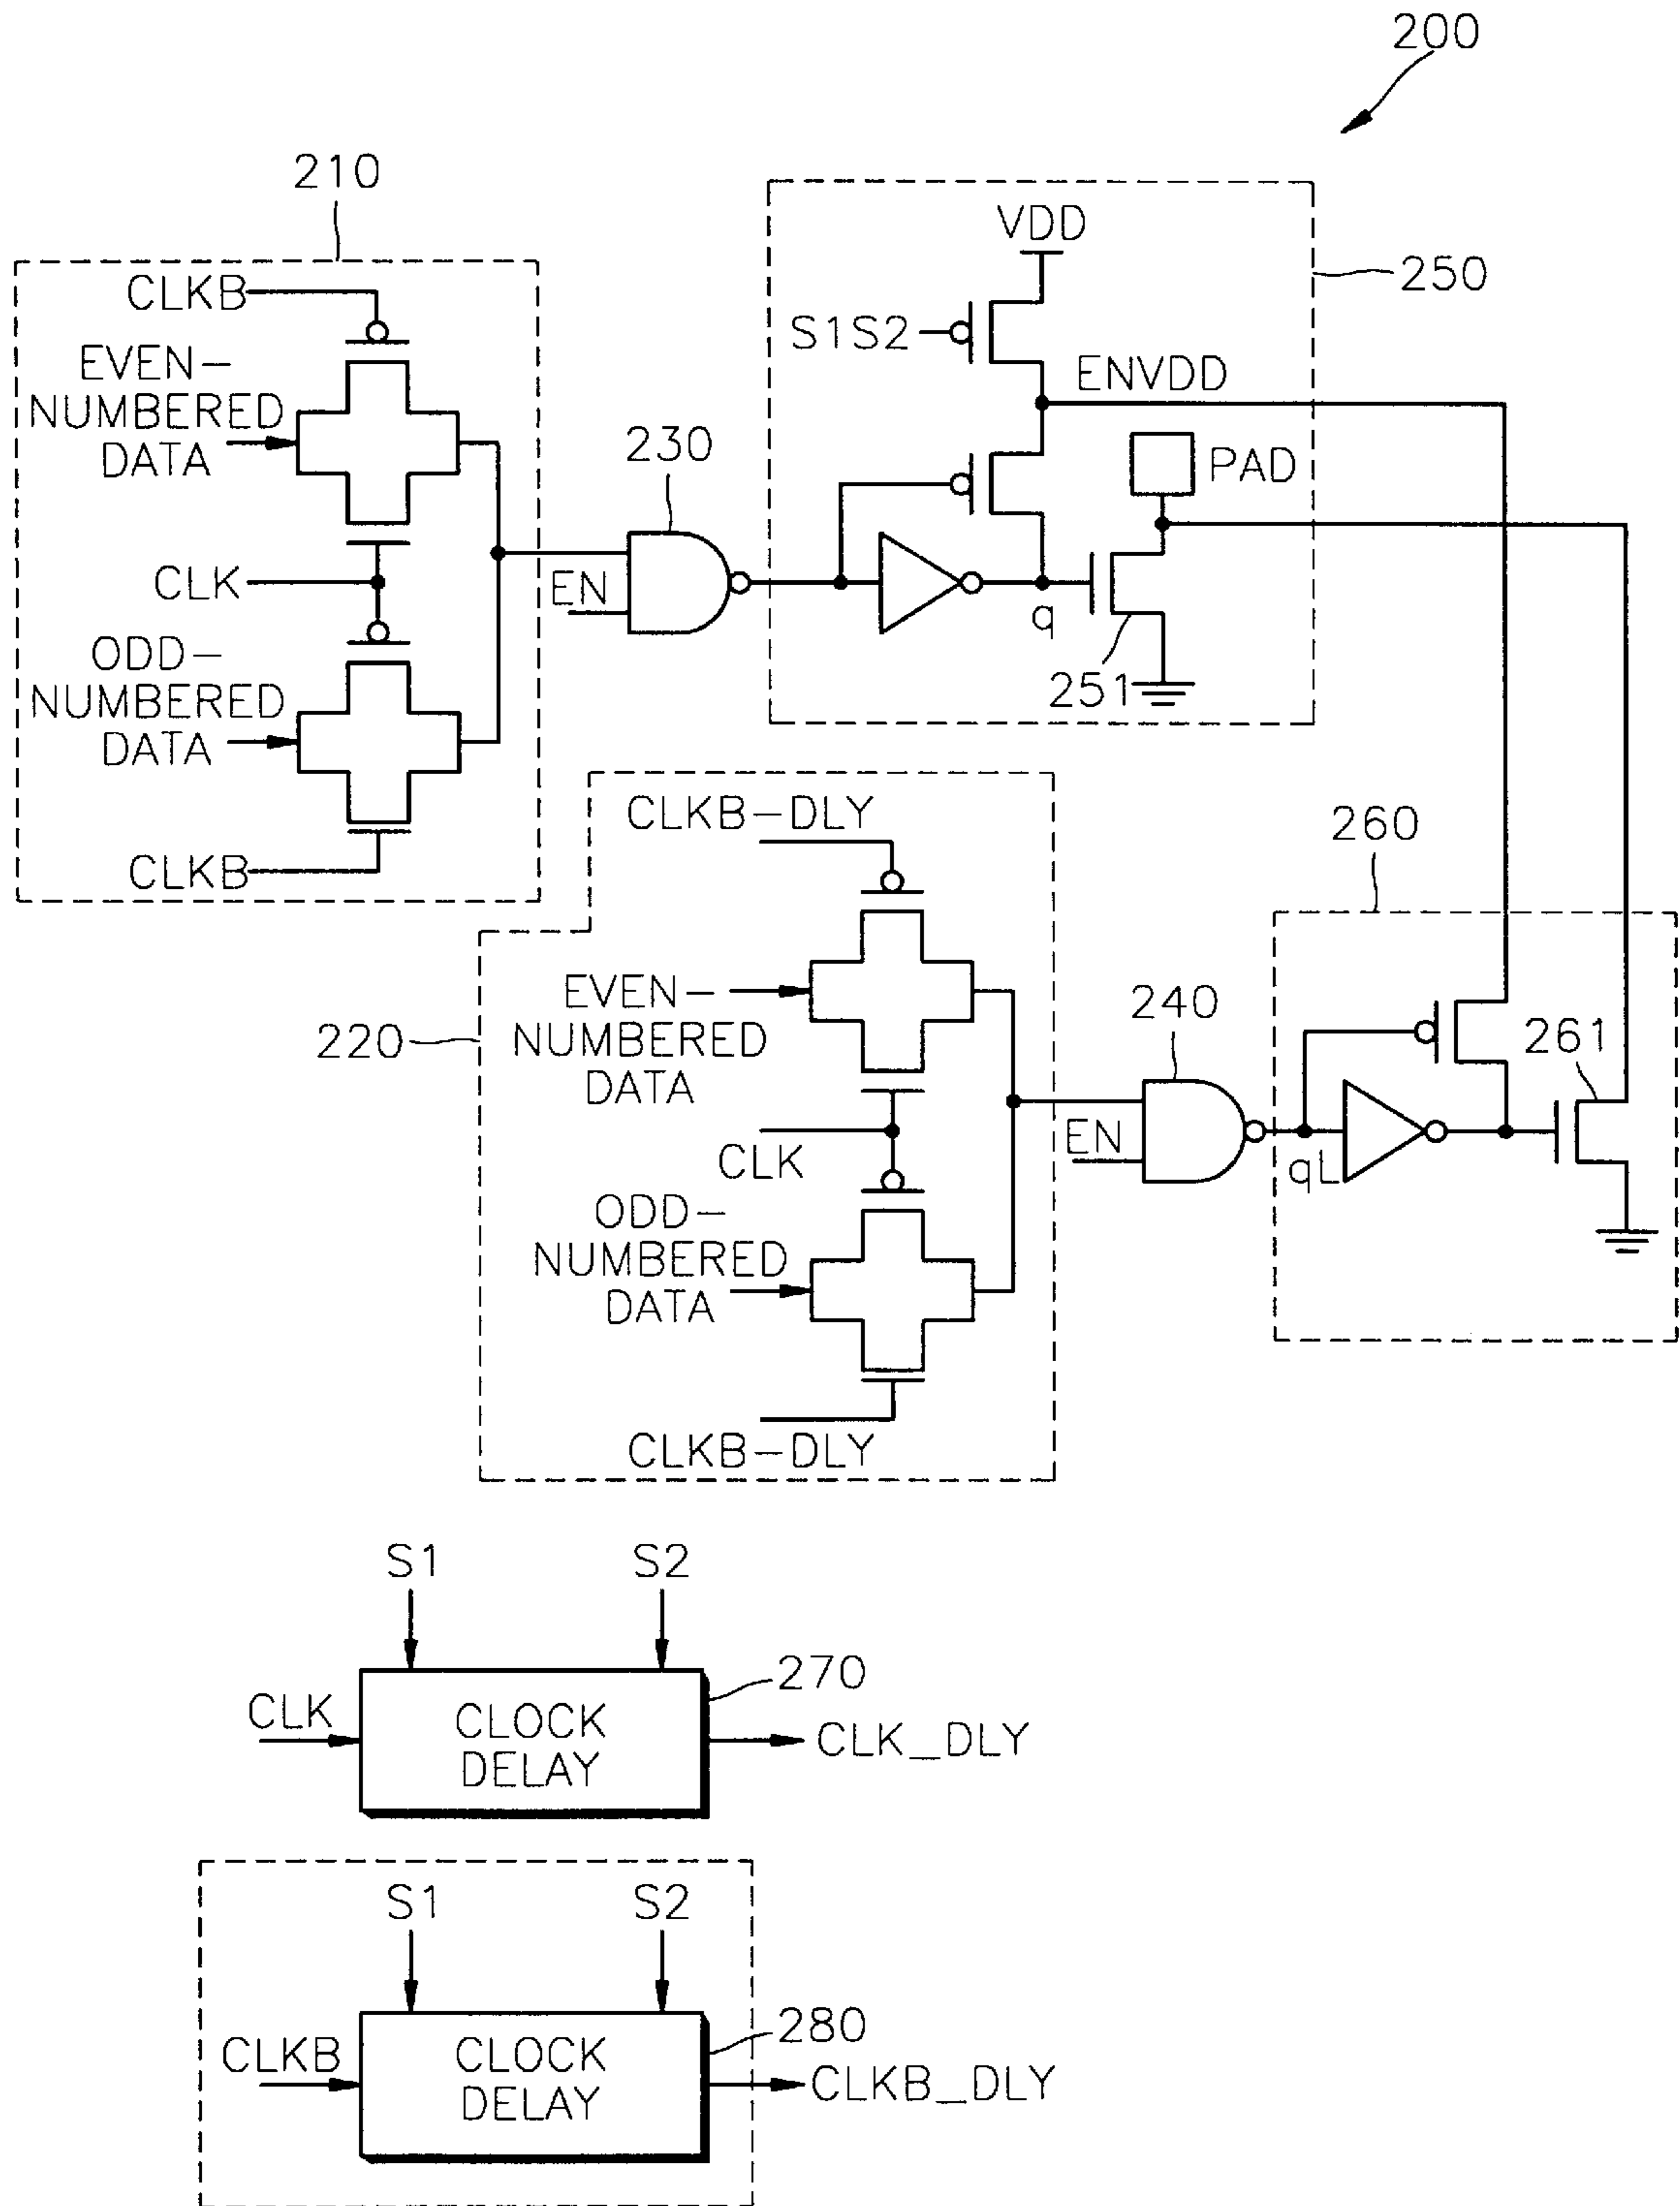 200
210
CLKB
EVEN-
NUMBERED
DATA
CLK
ODD-
NUMBERED
DATA
CLKB
230
EN
VDD
250
S1S2
ENVDD
PAD
q
251
220
CLKB-DLY
EVEN-
NUMBERED
DATA
CLK
ODD-
NUMBERED
DATA
CLKB-DLY
240
EN
260
qL
261
S1
S2
270
CLK
CLOCK
DELAY
CLK_DLY
S1
S2
280
CLKB
CLOCK
DELAY
CLKB_DLY